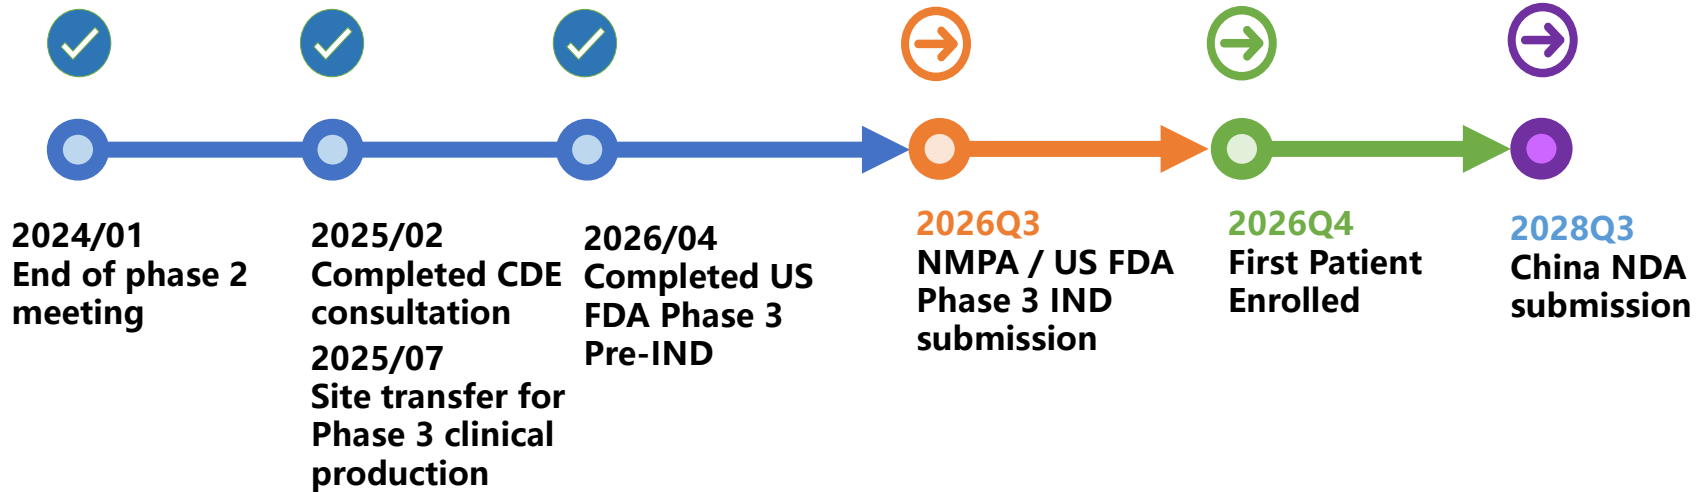 2024/01
End of phase 2
meeting
2025/02
Completed CDE
consultation
2025/07
Site transfer for
Phase 3 clinical
production
2026/04
Completed US
FDA Phase 3
Pre-IND
2026Q3
NMPA / US FDA
Phase 3 IND
submission
2026Q4
First Patient
Enrolled
2028Q3
China NDA
submission